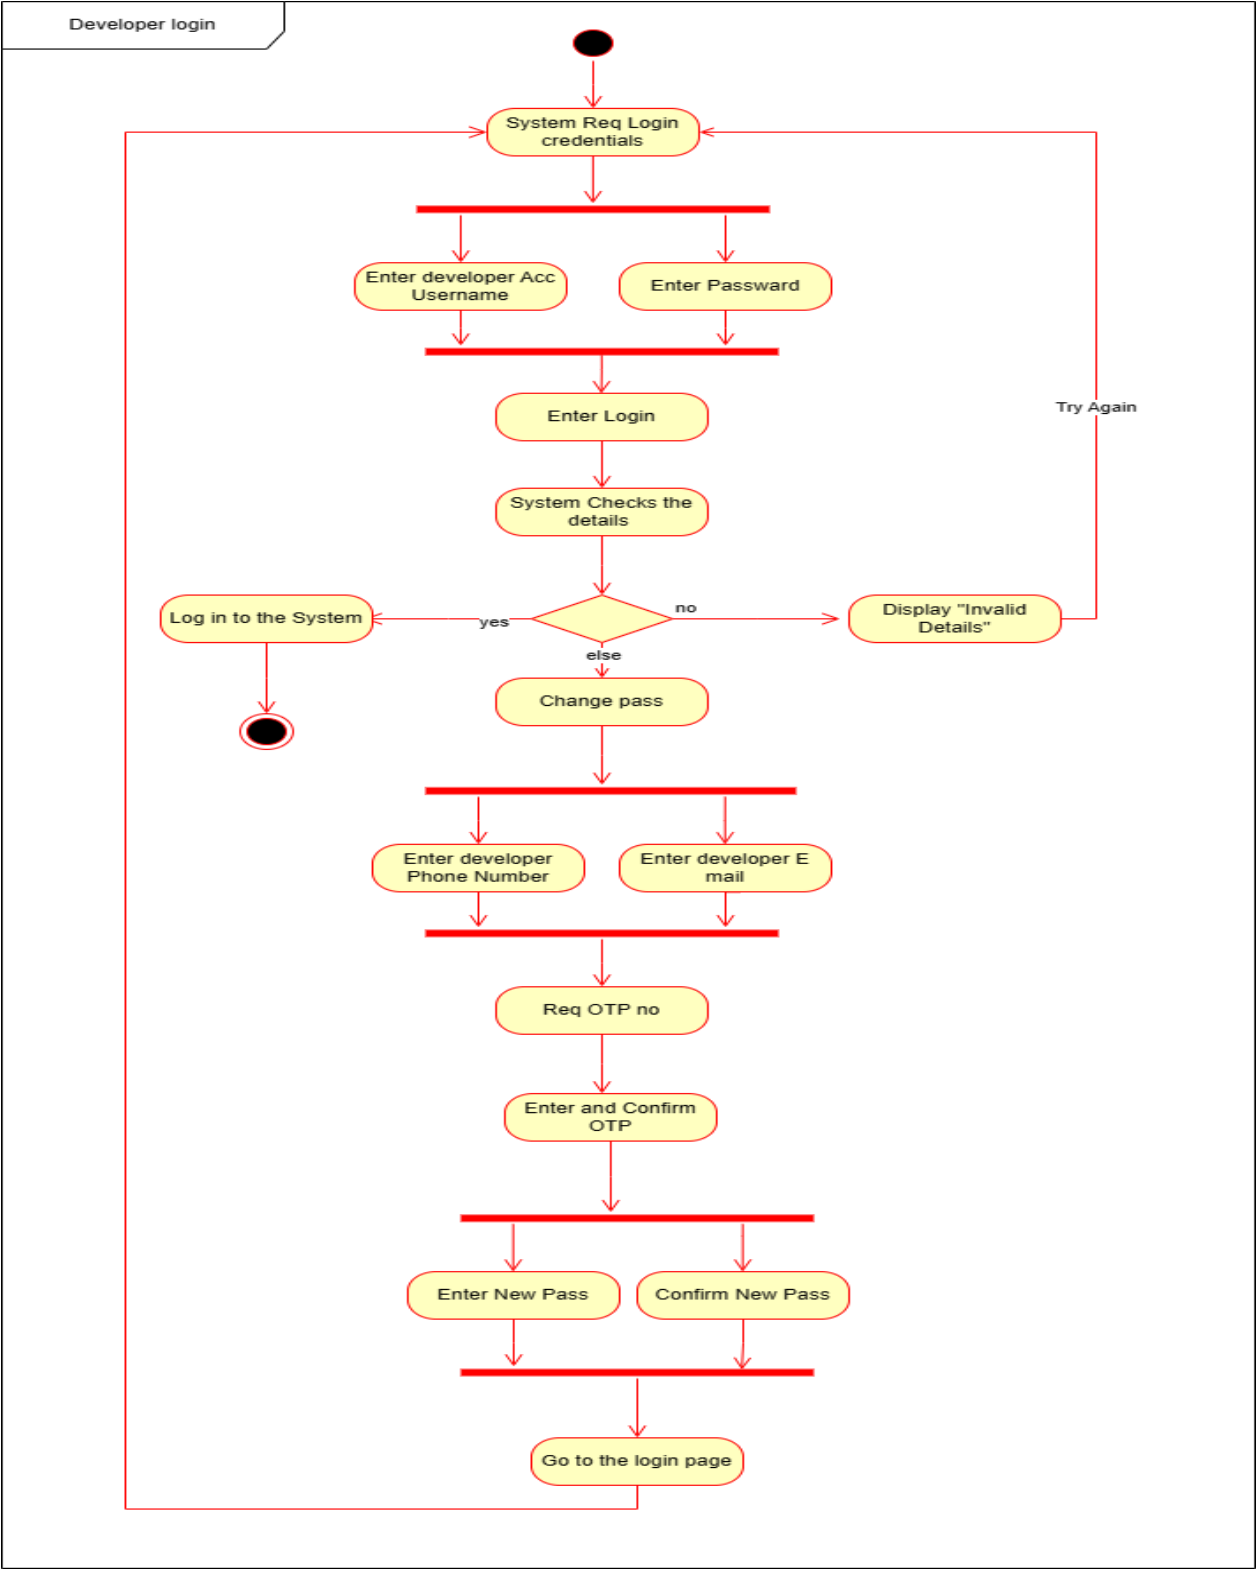 Developer login
System Req Login
credentials
Enter developer Acc
Username
Enter Passward
Enter Login
Try Again
System Checks the
details
Log in to the System
yes
no
Display "Invalid
Details"
else
Change pass
Enter developer
Phone Number
Enter developer E
mail
Req OTP no
Enter and Confirm
OTP
Enter New Pass
Confirm New Pass
Go to the login page